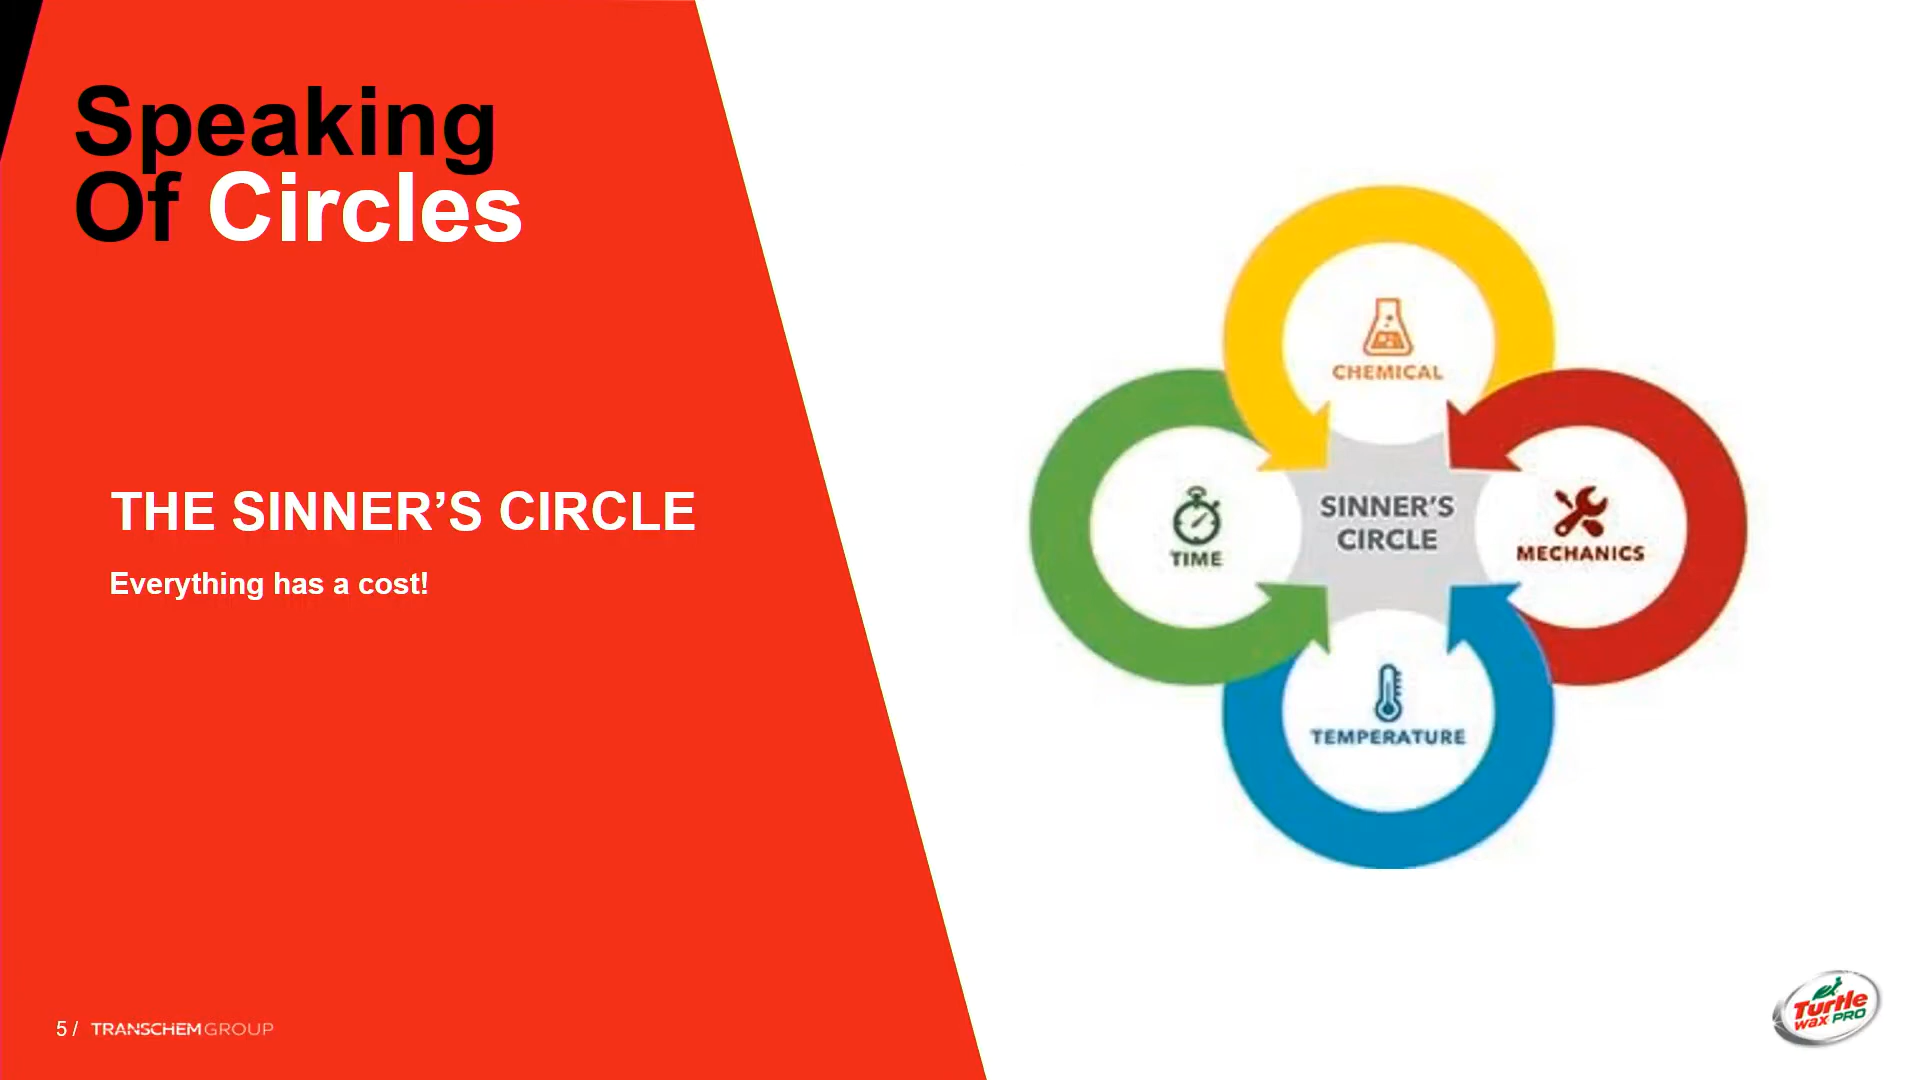 Speaking
Of Circles
THE SINNER’S CIRCLE
Everything has a cost!
CHEMICAL
TIME
SINNER’S
CIRCLE
MECHANICS
TEMPERATURE
5 / TRANSCHEMGROUP
Turtle
wax PRO